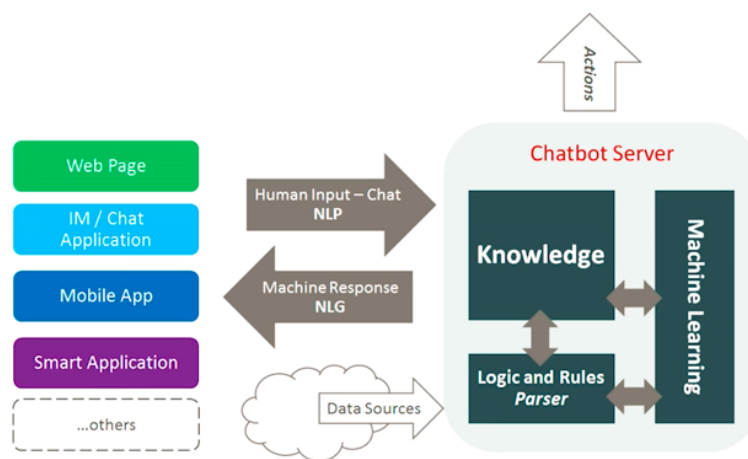 Actions
Web Page
IM / Chat
Application
Mobile App
Smart Application
...others
Human Input – Chat
NLP
Machine Response
NLG
Data Sources
Chatbot Server
Knowledge
Logic and Rules
Parser
Machine Learning